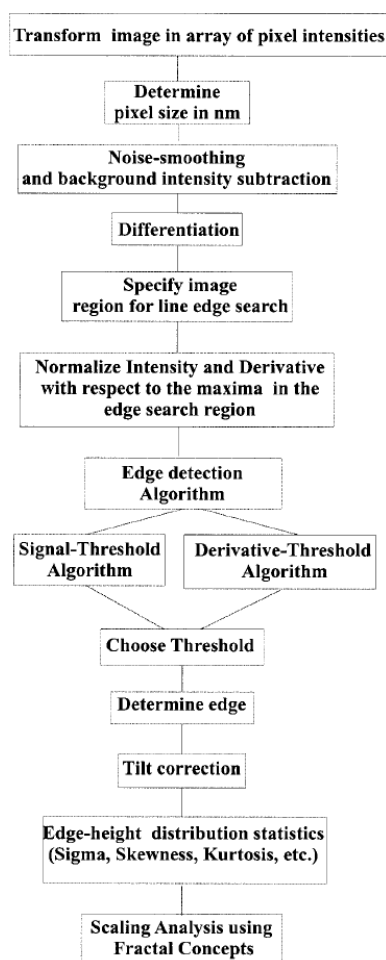 Transform image in array of pixel intensities
Determine
pixel size in nm
Noise-smoothing
and background intensity subtraction
Differentiation
Specify image
region for line edge search
Normalize Intensity and Derivative
with respect to the maxima in the
edge search region
Edge detection
Algorithm
Signal-Threshold
Algorithm
Derivative-Threshold
Algorithm
Choose Threshold
Determine edge
Tilt correction
Edge-height distribution statistics
(Sigma, Skewness, Kurtosis, etc.)
Scaling Analysis using
Fractal Concepts